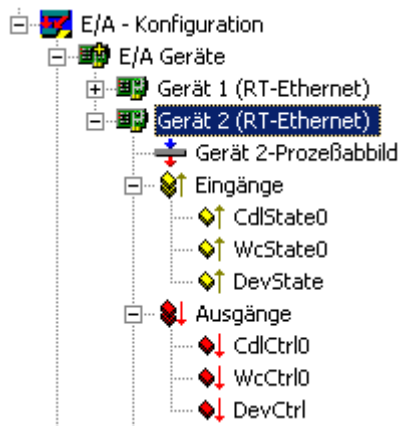 E/A - Konfiguration
E/A Geräte
Gerät 1 (RT-Ethernet)
Gerät 2 (RT-Ethernet)
Gerät 2-Prozeßabbild
Eingänge
CdlState0
WcState0
DevState
Ausgänge
CdlCtrl0
WcCtrl0
DevCtrl